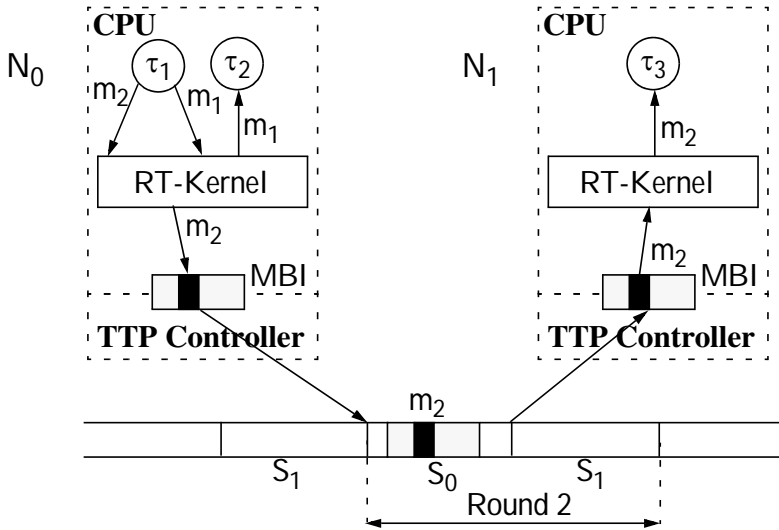 CPU
N0
τ1
τ2
m2
m1
m1
RT-Kernel
m2
MBI
TTP Controller
CPU
N1
τ3
m2
RT-Kernel
m2
MBI
TTP Controller
m2
S1
S0
S1
Round 2